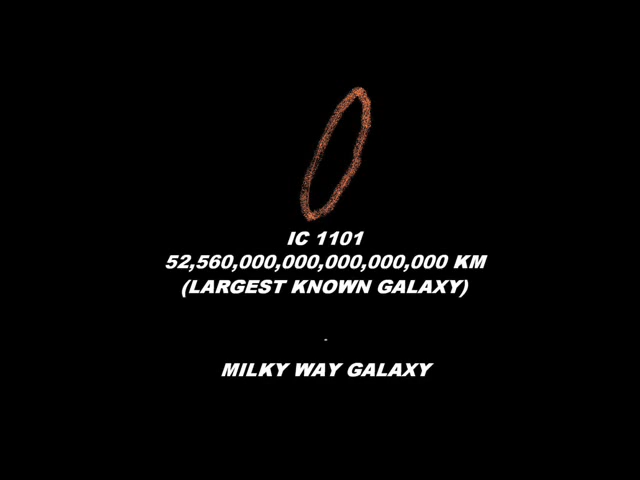 IC 1101
52,560,000,000,000,000,000 KM
(LARGEST KNOWN GALAXY)
MILKY WAY GALAXY